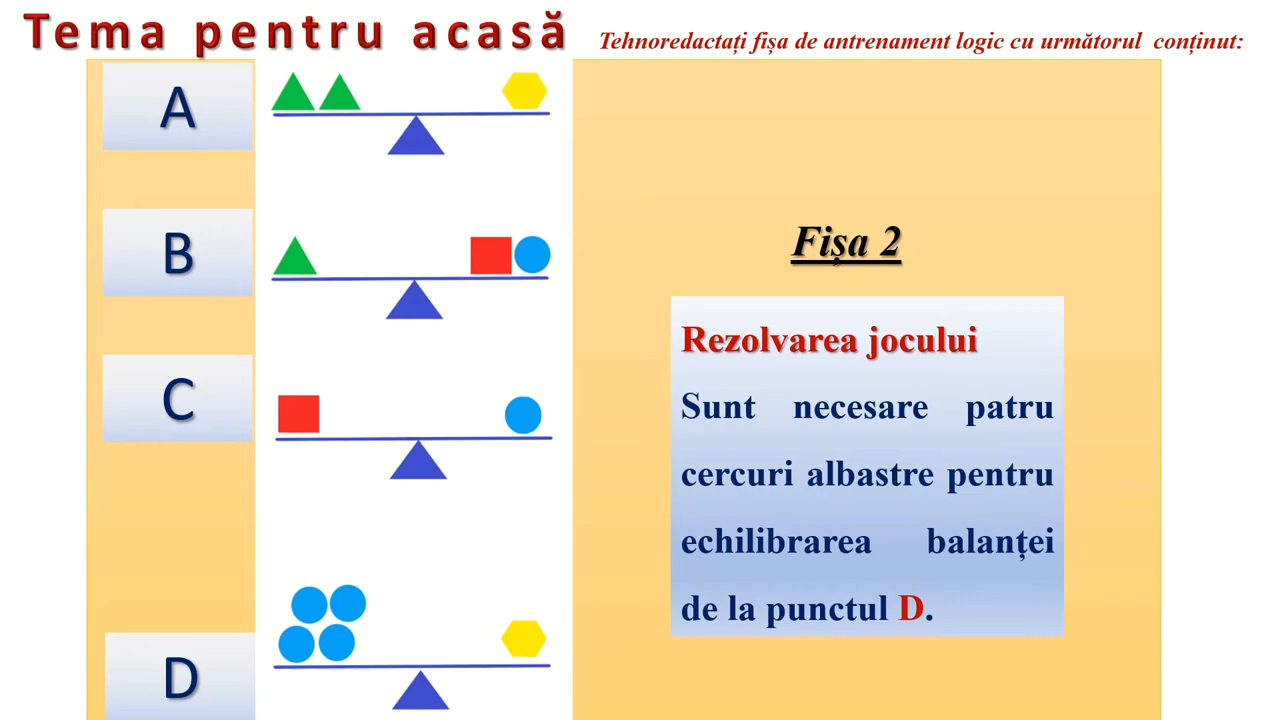 Tema pentru acasă
Tehnoredactați fișa de antrenament logic cu următorul conținut:
A
B
C
D
Fișa 2
Rezolvarea jocului
Sunt necesare patru
cercuri albastre pentru
echilibrarea balanței
de la punctul D.